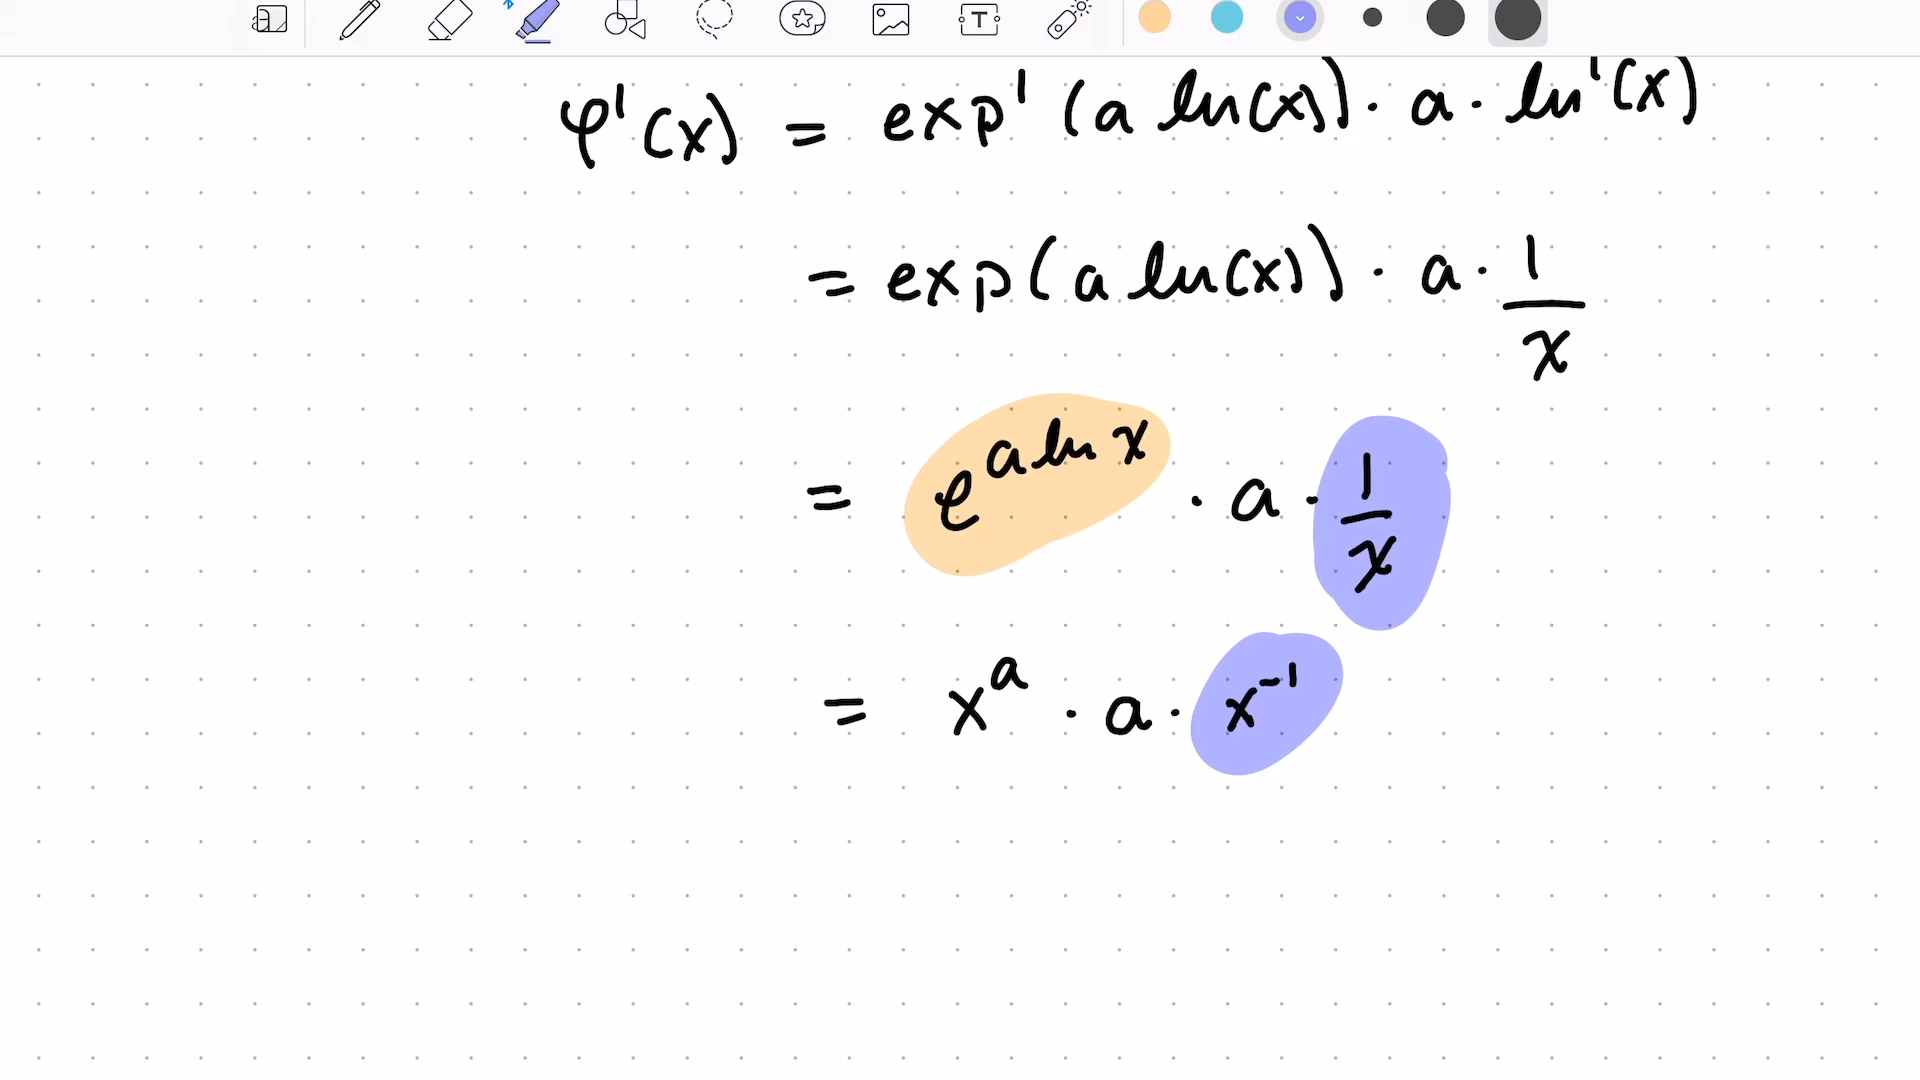 φ'(x) = exp'(a ln(x)) · a · ln'(x)
= exp(a ln(x)) · a · 1/x
= e^{a ln x} · a · 1/x
= x^a · a · x^{-1}